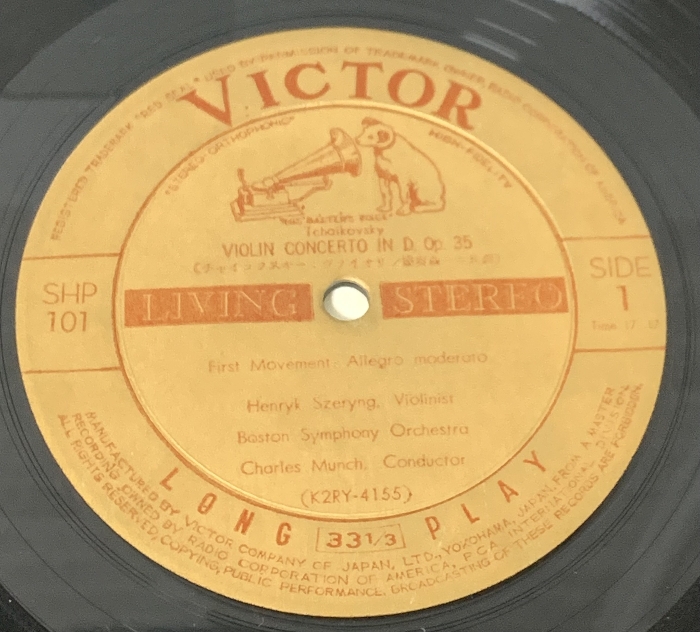 REGISTERED TRADEMARK "RED SEAL" USED BY PERMISSION OF TRADEMARK OWNER, RADIO CORPORATION OF AMERICA
VICTOR
"STEREO-ORTHOPHONIC"
HIGH-FIDELITY
"HIS MASTER'S VOICE"
Tchaikovsky
VIOLIN CONCERTO IN D, Op. 35
SHP
101
LIVING STEREO
SIDE
1
Time: 17
First Movement: Allegro moderato
Henryk Szeryng, Violinist
Boston Symphony Orchestra
Charles Munch, Conductor
(K2RY-4155)
LONG PLAY
33 1/3
MANUFACTURED BY VICTOR COMPANY OF JAPAN, LTD., YOKOHAMA, JAPAN, FROM A MASTER
RECORDING OWNED BY RADIO CORPORATION OF AMERICA, R.C.A. INTERNATIONAL DIVISION.
ALL RIGHTS RESERVED, COPYING, PUBLIC PERFORMANCE, BROADCASTING OF THESE RECORDS ARE FORBIDDEN.